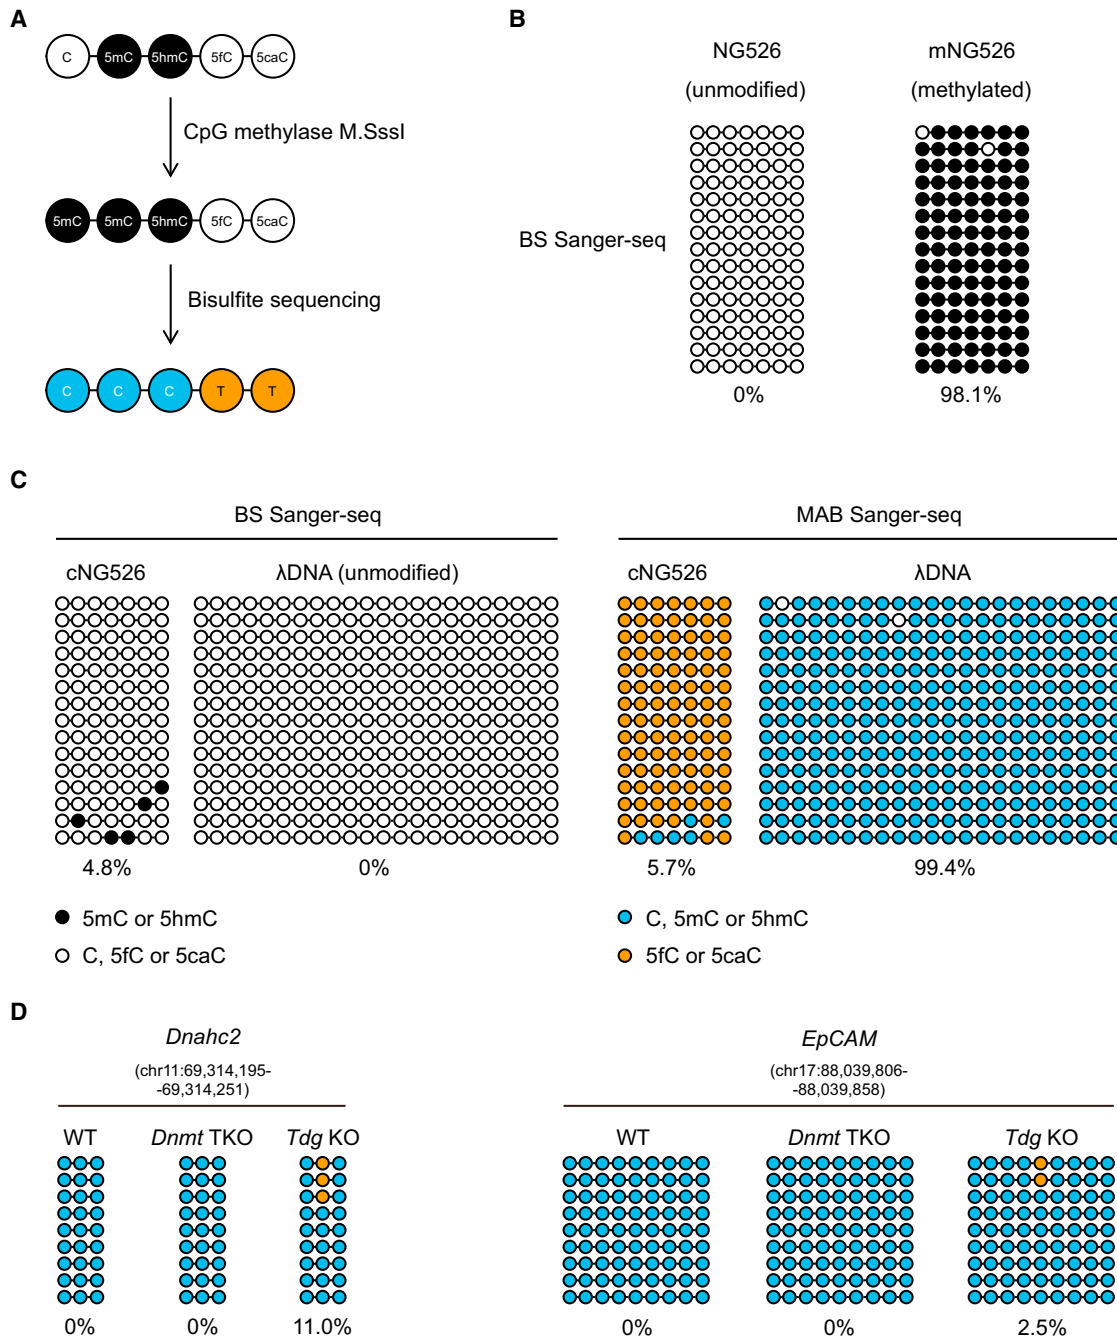 A
C 5mC 5hmC 5fC 5caC
CpG methylase M.SssI
5mC 5mC 5hmC 5fC 5caC
Bisulfite sequencing
C C C T T
B
NG526 mNG526
(unmodified) (methylated)
BS Sanger-seq
0% 98.1%
C
BS Sanger-seq MAB Sanger-seq
cNG526 λDNA (unmodified) cNG526 λDNA
4.8% 0% 5.7% 99.4%
5mC or 5hmC C, 5mC or 5hmC
C, 5fC or 5caC 5fC or 5caC
D
Dnahc2 EpCAM
(chr11:69,314,195- (chr17:88,039,806-
-69,314,251) -88,039,858)
WT Dnmt TKO Tdg KO WT Dnmt TKO Tdg KO
0% 0% 11.0% 0% 0% 2.5%